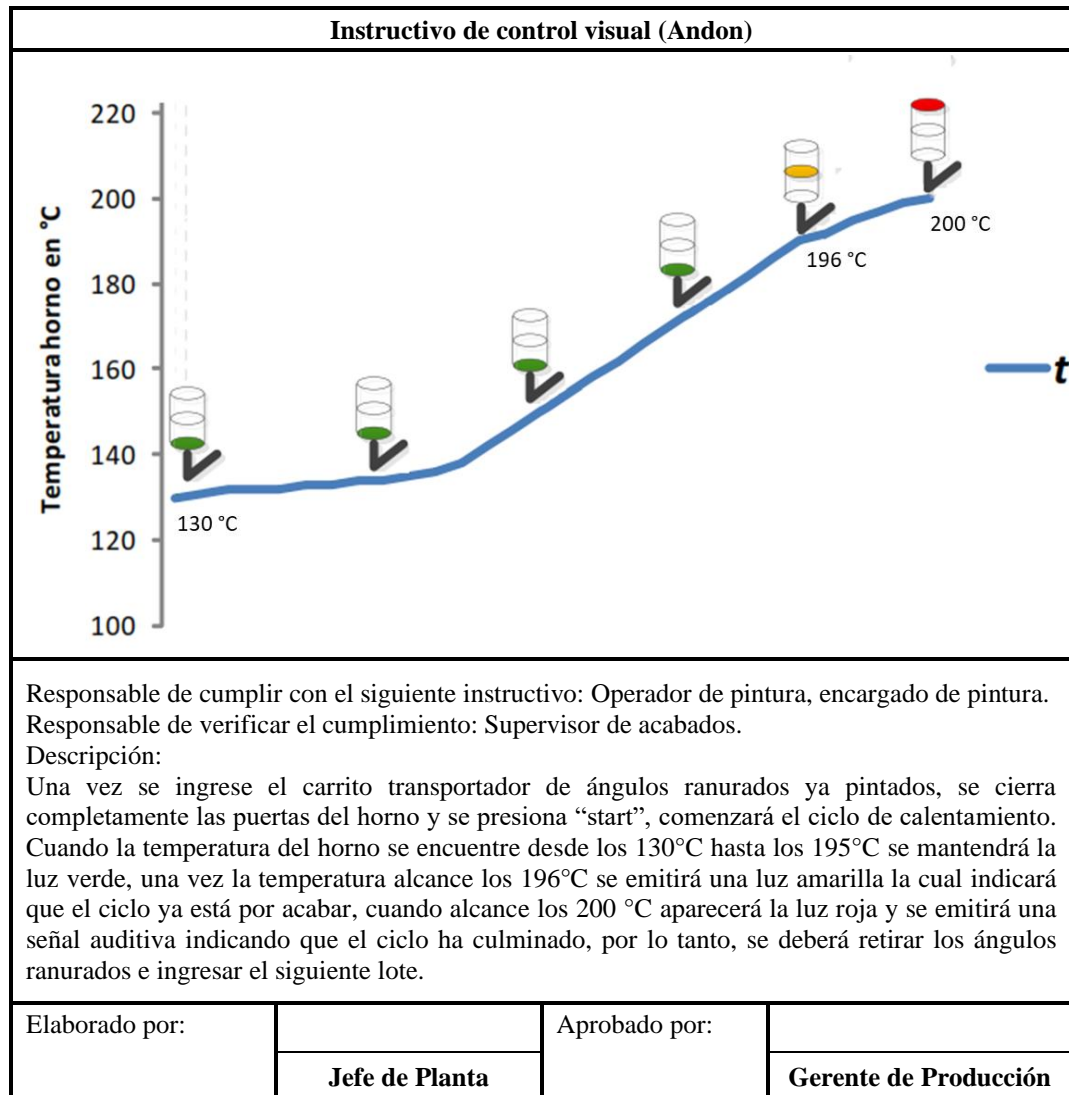 Instructivo de control visual (Andon)
220
200
180
160
140
120
100
Temperatura horno en °C
130 °C
196 °C
200 °C
t
Responsable de cumplir con el siguiente instructivo: Operador de pintura, encargado de pintura.
Responsable de verificar el cumplimiento: Supervisor de acabados.
Descripción:
Una vez se ingrese el carrito transportador de ángulos ranurados ya pintados, se cierra
completamente las puertas del horno y se presiona “start”, comenzará el ciclo de calentamiento.
Cuando la temperatura del horno se encuentre desde los 130°C hasta los 195°C se mantendrá la
luz verde, una vez la temperatura alcance los 196°C se emitirá una luz amarilla la cual indicará
que el ciclo ya está por acabar, cuando alcance los 200 °C aparecerá la luz roja y se emitirá una
señal auditiva indicando que el ciclo ha culminado, por lo tanto, se deberá retirar los ángulos
ranurados e ingresar el siguiente lote.
Elaborado por:
Jefe de Planta
Aprobado por:
Gerente de Producción